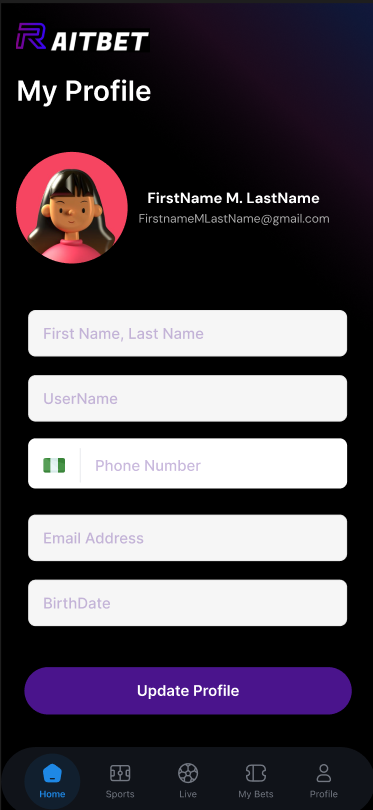 RAITBET
My Profile
FirstName M. LastName
FirstnameMLastName@gmail.com
First Name, Last Name
UserName
Phone Number
Email Address
BirthDate
Update Profile
Home Sports Live My Bets Profile